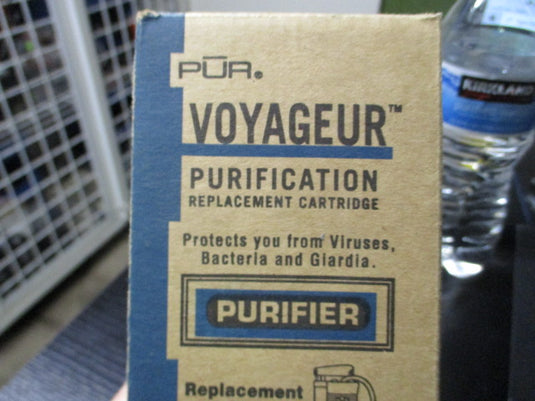 PŪR®
VOYAGEUR™
PURIFICATION
REPLACEMENT CARTRIDGE
Protects you from Viruses,
Bacteria and Giardia.
PURIFIER
Replacement
KIRKLAND